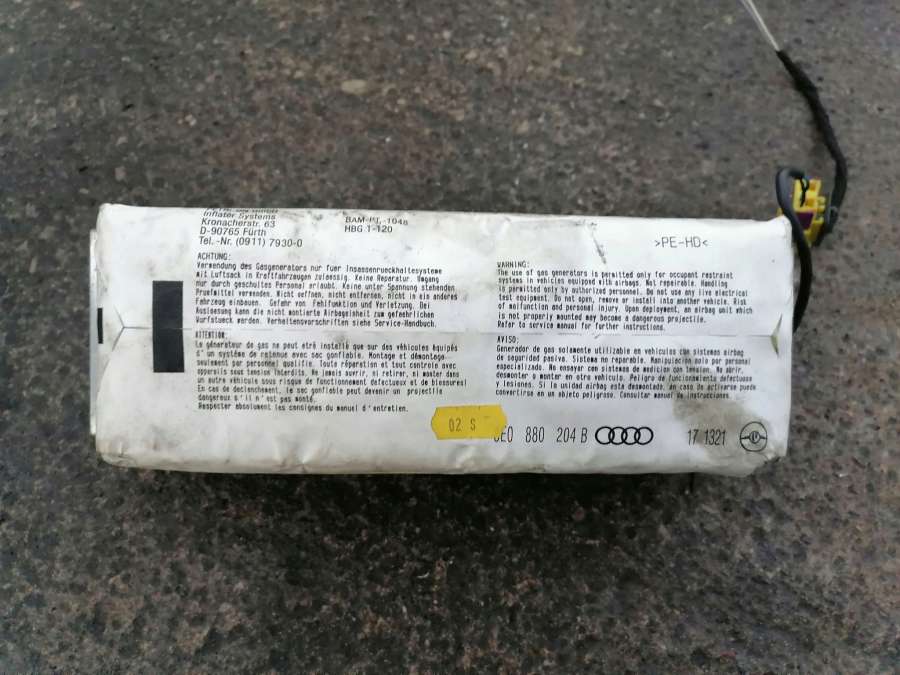 Inflater Systems
Kronacherstr. 63
D-90765 Fürth
Tel.-Nr. (0911) 7930-0
HBG T-120
>PE-HD<
ACHTUNG:
Verwendung des Gasgenerators nur fuer Insassenrueckhaltesysteme
mit Luftsack in Kraftfahrzeugen zulaessig. Keine Reparatur. Umgang
nur durch geschultes Personal erlaubt. Keine unter Spannung stehenden
Pruefmittel verwenden. Nicht oeffnen, nicht entfernen, nicht in ein anderes
Fahrzeug einbauen. Gefahr von Fehlfunktion und Verletzung. Bei
Ausloesung kann die nicht montierte Airbageinheit zum gefaehrlichen
werden. Verhaltensvorschriften siehe Service-Handbuch.
ATTENTION:
Le générateur de gaz ne peut etré installé que sur des véhicules équipés
d'un système de retenue avec sac gonflable. Montage et démontage
seulement par personnel qualifié. Toute réparation et tout controle avec
appareils sous tension interdits. Ne jamais ouvrir, ni retirer, ni monter dans
un autre véhicule sous risque de fonctionnement défectueux et de blessures!
En cas de déclenchement, le sac gonflable peut devenir un projectile
dangereux s'il n'est pas monté.
Respecter absolument les consignes du manuel d'entretien.
WARNING:
The use of gas generators is permitted only for occupant restraint
systems in vehicles equipped with airbags. Not repairable. Handling
is permitted only by authorized personnel. Do not use any live electrical
test equipment. Do not open, remove or install into another vehicle. Risk
of malfunction and personal injury. Upon deployment, an airbag unit which
is not properly mounted may become a dangerous projectile.
Refer to service manual for further instructions.
AVISO:
Generador de gas solamente utilizable en vehiculos con sistemas airbag
de seguridad pasiva. Sistema no reparable. Manipulación solo por personal
especializado. No ensayar con sistemas de medición con tensión. No abrir,
desmontar o montar en otro vehiculo. Peligro de funcionamiento defectuoso
y lesiones. Si la unidad airbag esta desmontada, en caso de activarse puede
convertirse en un objeto peligroso. Consultar manual de instrucciones.
02 S
880 204 B
17 1321